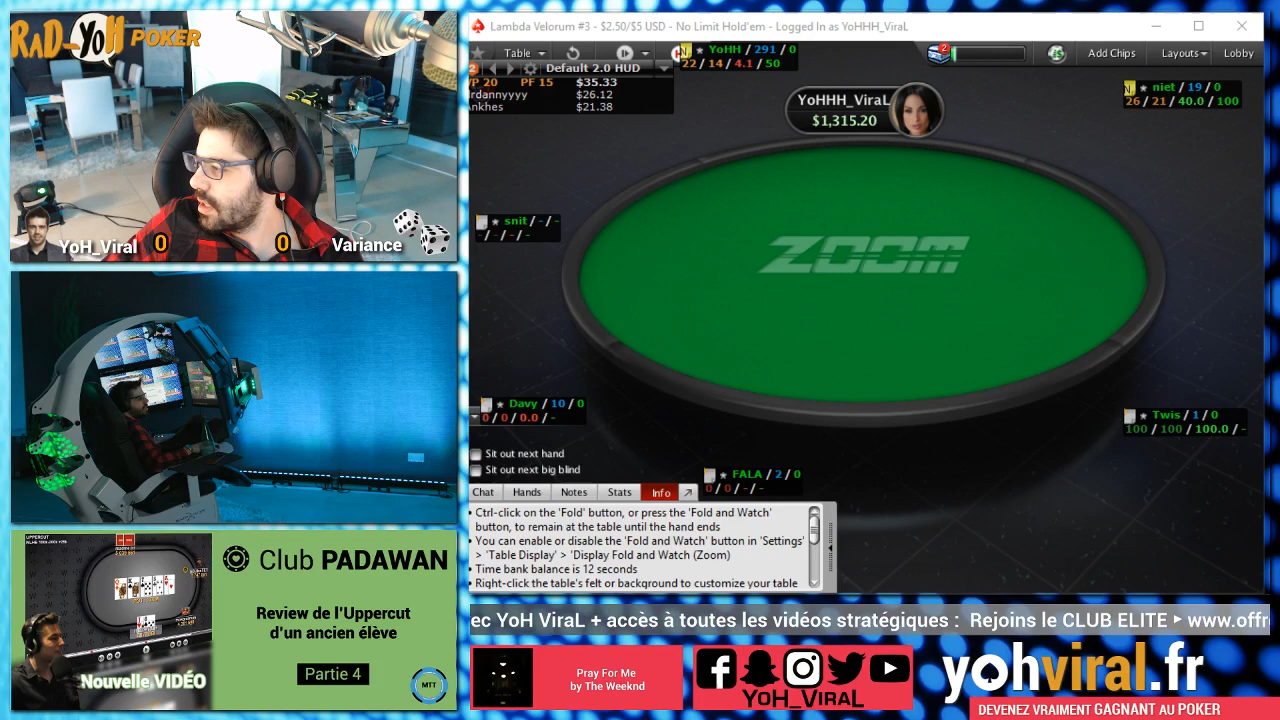 RAD-YoH POKER
YoH_Viral 0
0 Variance
Nouvelle VIDÉO
Club PADAWAN
Review de l'Uppercut
d'un ancien élève
Partie 4
MTT
Lambda Velorum #3 - $2.50/$5 USD - No Limit Hold'em - Logged In as YoHHH_ViraL
Table
YoHH / 291 / 0
22 / 14 / 4.1 / 50
2
Add Chips
Layouts
Lobby
Default 2.0 HUD
VP 20 PF 15 $35.33
rdannyyyy $26.12
Ankhes $21.38
YoHHH_ViraL
$1,315.20
niet / 19 / 0
26 / 21 / 40.0 / 100
snit / - / -
- / - / - / -
ZOOM
Davy / 10 / 0
0 / 0 / 0.0 / -
Twis / 1 / 0
100 / 100 / 100.0 / -
FALA / 2 / 0
0 / 0 / - / -
Sit out next hand
Sit out next big blind
Chat Hands Notes Stats Info
• Ctrl-click on the 'Fold' button, or press the 'Fold and Watch'
button, to remain at the table until the hand ends
• You can enable or disable the 'Fold and Watch' button in 'Settings'
> 'Table Display' > 'Display Fold and Watch (Zoom)
• Time bank balance is 12 seconds
• Right-click the table's felt or background to customize your table
ec YoH ViraL + accès à toutes les vidéos stratégiques : Rejoins le CLUB ELITE ▸ www.offr
Pray For Me
by The Weeknd
YoH_ViraL
yohviral.fr
DEVENEZ VRAIMENT GAGNANT AU POKER